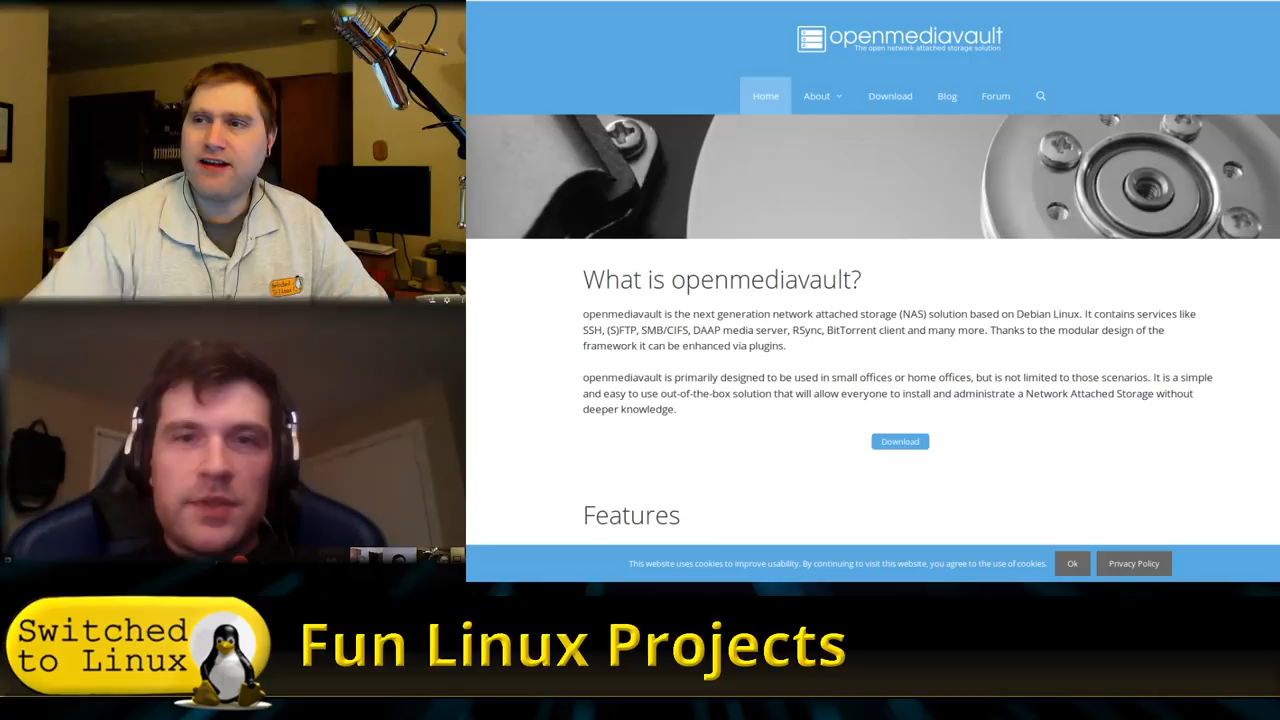 openmediavault
The open network attached storage solution
Home About Download Blog Forum
What is openmediavault?
openmediavault is the next generation network attached storage (NAS) solution based on Debian Linux. It contains services like
SSH, (S)FTP, SMB/CIFS, DAAP media server, RSync, BitTorrent client and many more. Thanks to the modular design of the
framework it can be enhanced via plugins.
openmediavault is primarily designed to be used in small offices or home offices, but is not limited to those scenarios. It is a simple
and easy to use out-of-the-box solution that will allow everyone to install and administrate a Network Attached Storage without
deeper knowledge.
Download
Features
This website uses cookies to improve usability. By continuing to visit this website, you agree to the use of cookies. Ok Privacy Policy
Switched
to Linux
Switched
to Linux
Fun Linux Projects